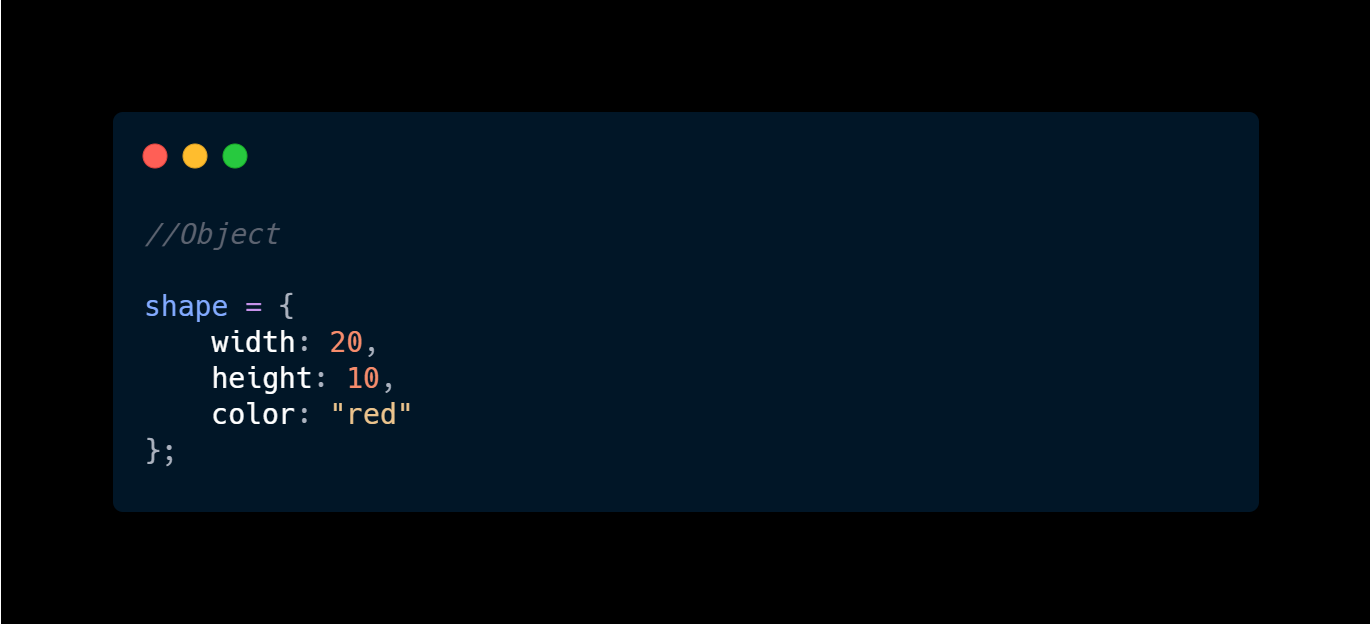 //Object
shape = {
    width: 20,
    height: 10,
    color: "red"
};